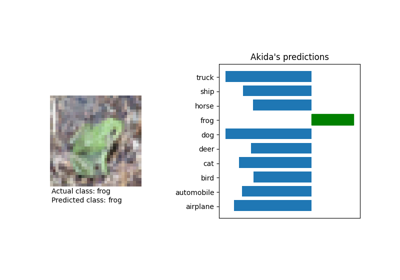 Akida's predictions
truck
ship
horse
frog
dog
deer
cat
bird
automobile
airplane
Actual class: frog
Predicted class: frog